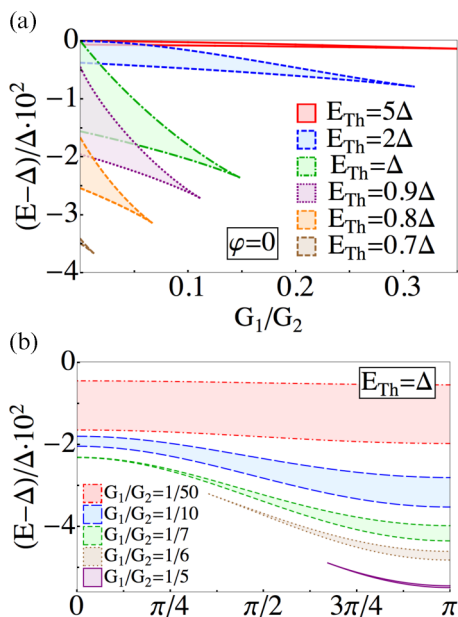 (a)
0
−1
−2
−3
−4
(E−Δ)/Δ·10²
E_Th=5Δ
E_Th=2Δ
E_Th=Δ
E_Th=0.9Δ
E_Th=0.8Δ
E_Th=0.7Δ
φ=0
0.1 0.2 0.3
G₁/G₂
(b)
0
−2
−4
(E−Δ)/Δ·10²
E_Th=Δ
G₁/G₂=1/50
G₁/G₂=1/10
G₁/G₂=1/7
G₁/G₂=1/6
G₁/G₂=1/5
0 π/4 π/2 3π/4 π